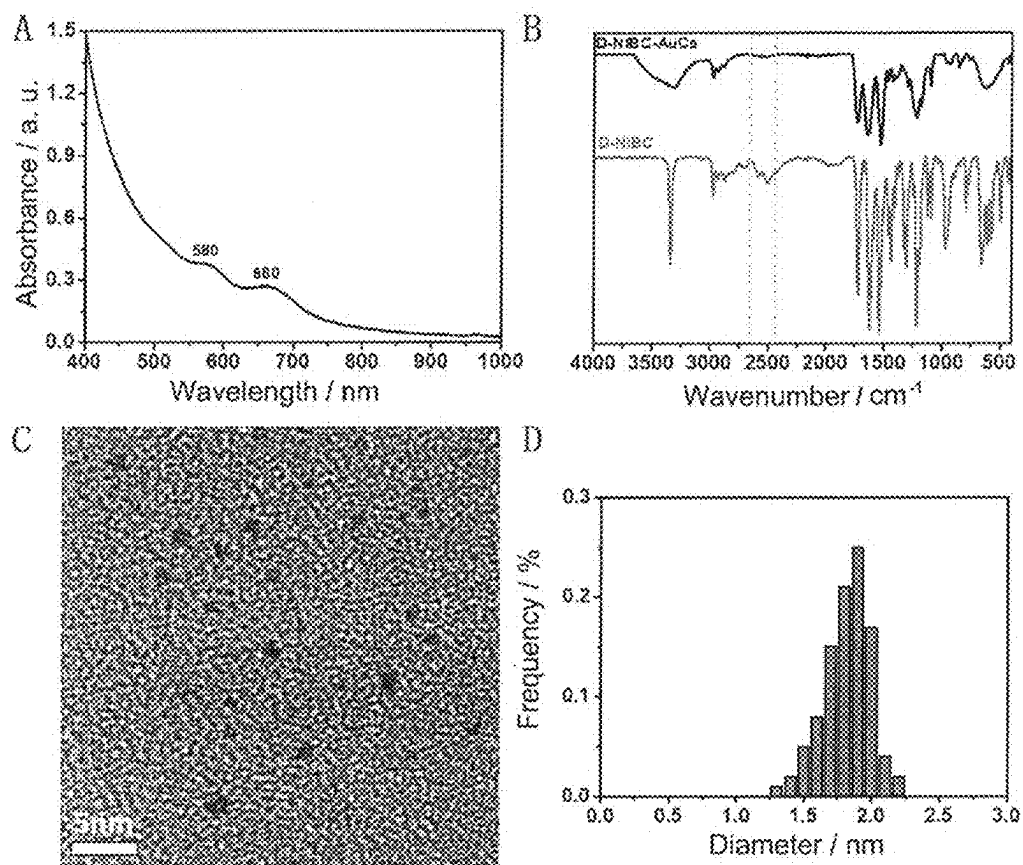 A
Absorbance / a. u.
1.5
1.2
0.9
0.6
0.3
0.0
580
660
400 500 600 700 800 900 1000
Wavelength / nm
B
D-NIBC-AuCs
D-NIBC
4000 3500 3000 2500 2000 1500 1000 500
Wavenumber / cm⁻¹
C
5nm
D
Frequency / %
0.3
0.2
0.1
0.0
0.0 0.5 1.0 1.5 2.0 2.5 3.0
Diameter / nm